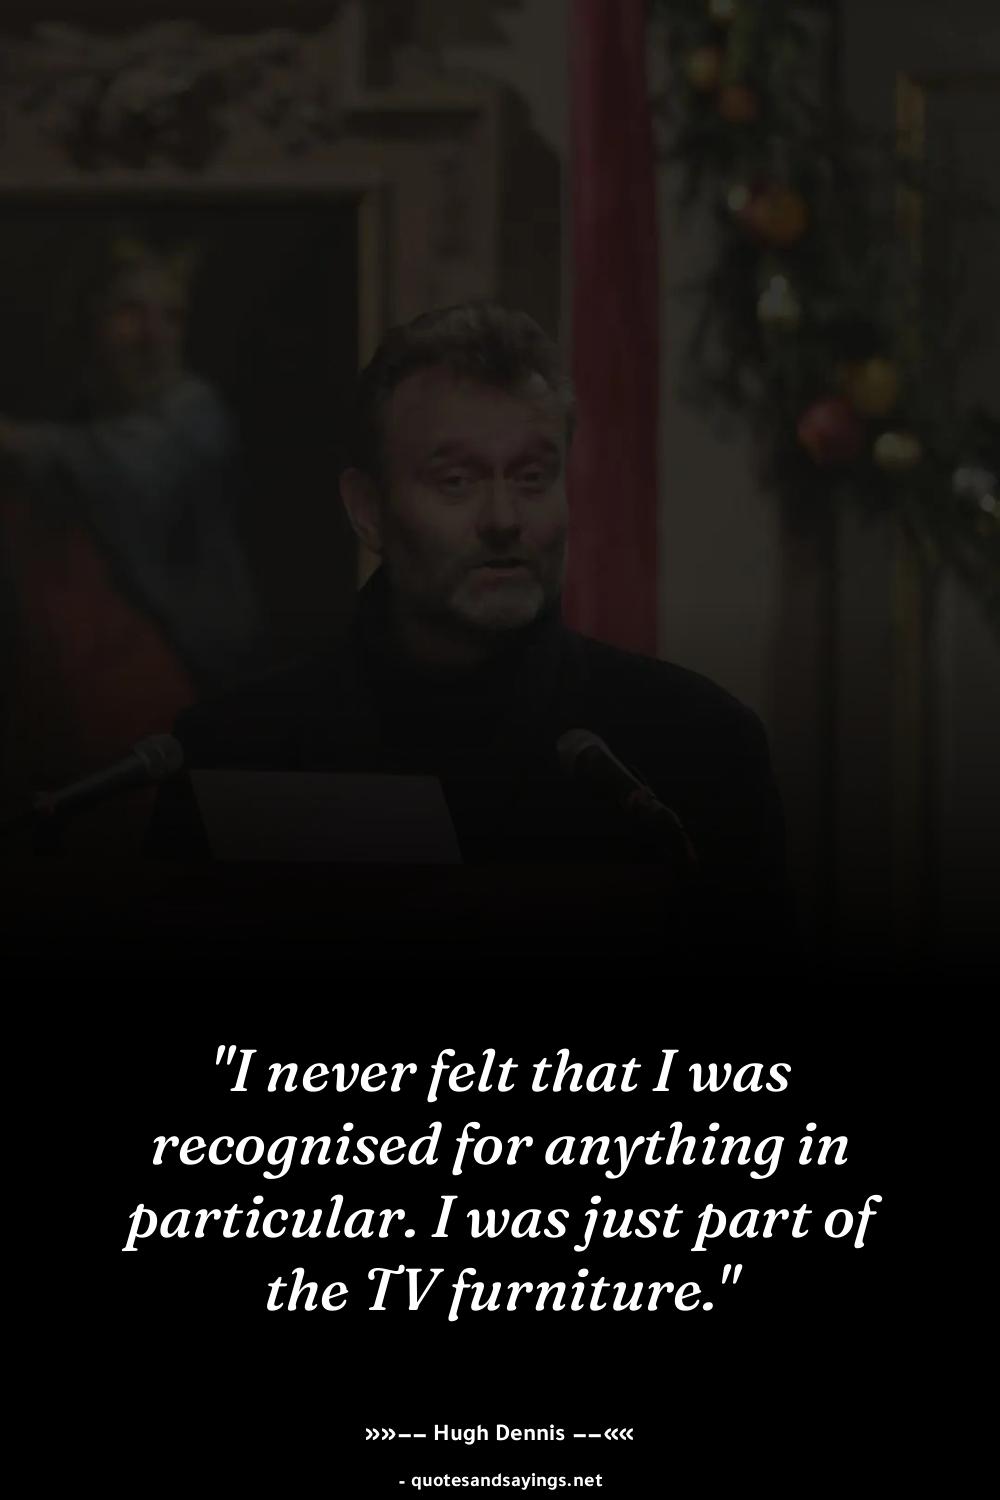 "I never felt that I was
recognised for anything in
particular. I was just part of
the TV furniture."
»»−− Hugh Dennis −−««
- quotesandsayings.net